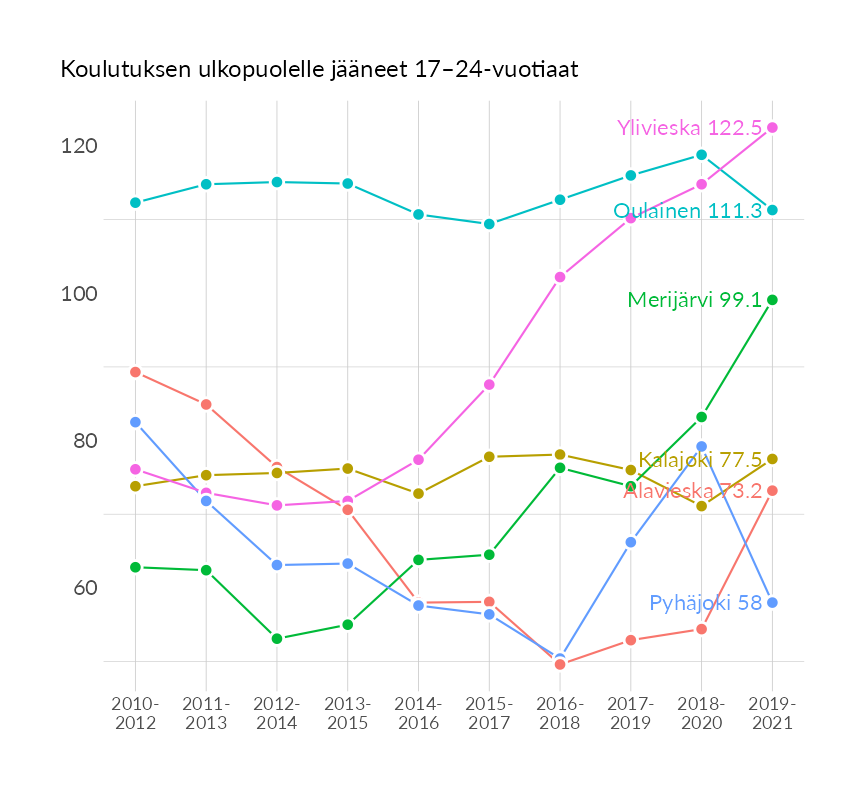 Koulutuksen ulkopuolelle jääneet 17–24-vuotiaat
120
100
80
60
Ylivieska 122.5
Oulainen 111.3
Merijärvi 99.1
Kalajoki 77.5
Alavieska 73.2
Pyhäjoki 58
2010- 2011- 2012- 2013- 2014- 2015- 2016- 2017- 2018- 2019-
2012 2013 2014 2015 2016 2017 2018 2019 2020 2021